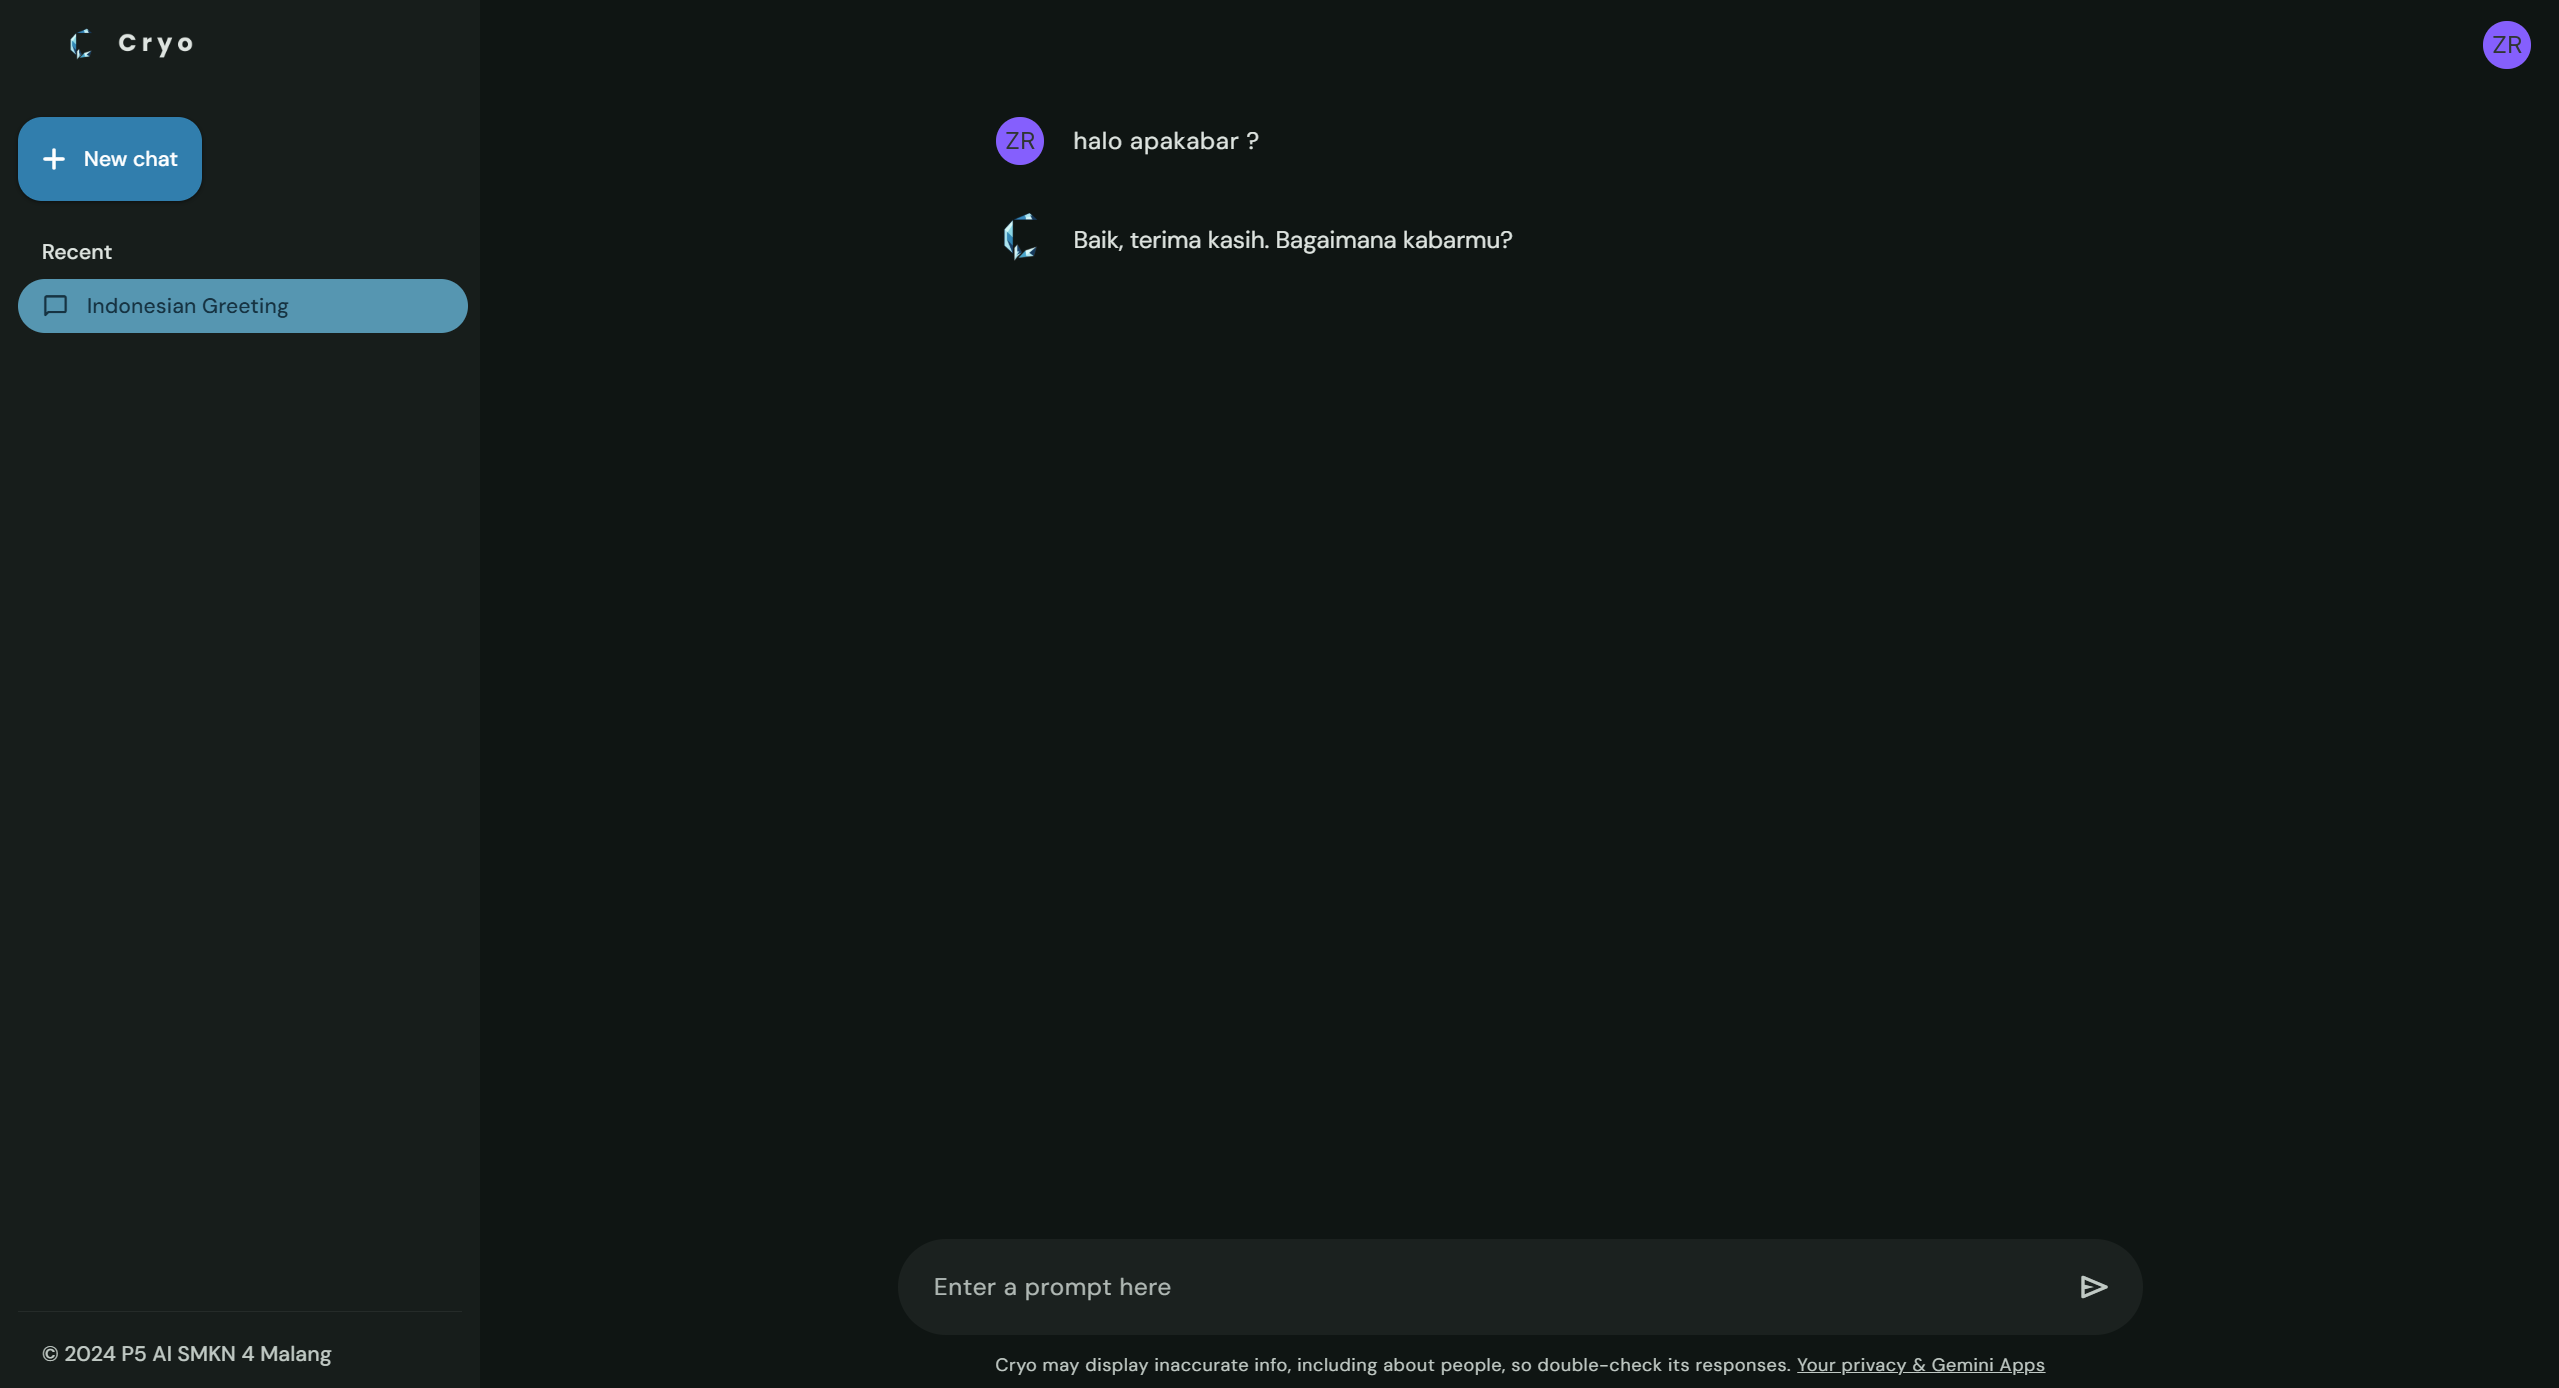 Cryo
ZR
New chat
Recent
Indonesian Greeting
ZR halo apakabar ?
Baik, terima kasih. Bagaimana kabarmu?
Enter a prompt here
© 2024 P5 AI SMKN 4 Malang
Cryo may display inaccurate info, including about people, so double-check its responses. Your privacy & Gemini Apps